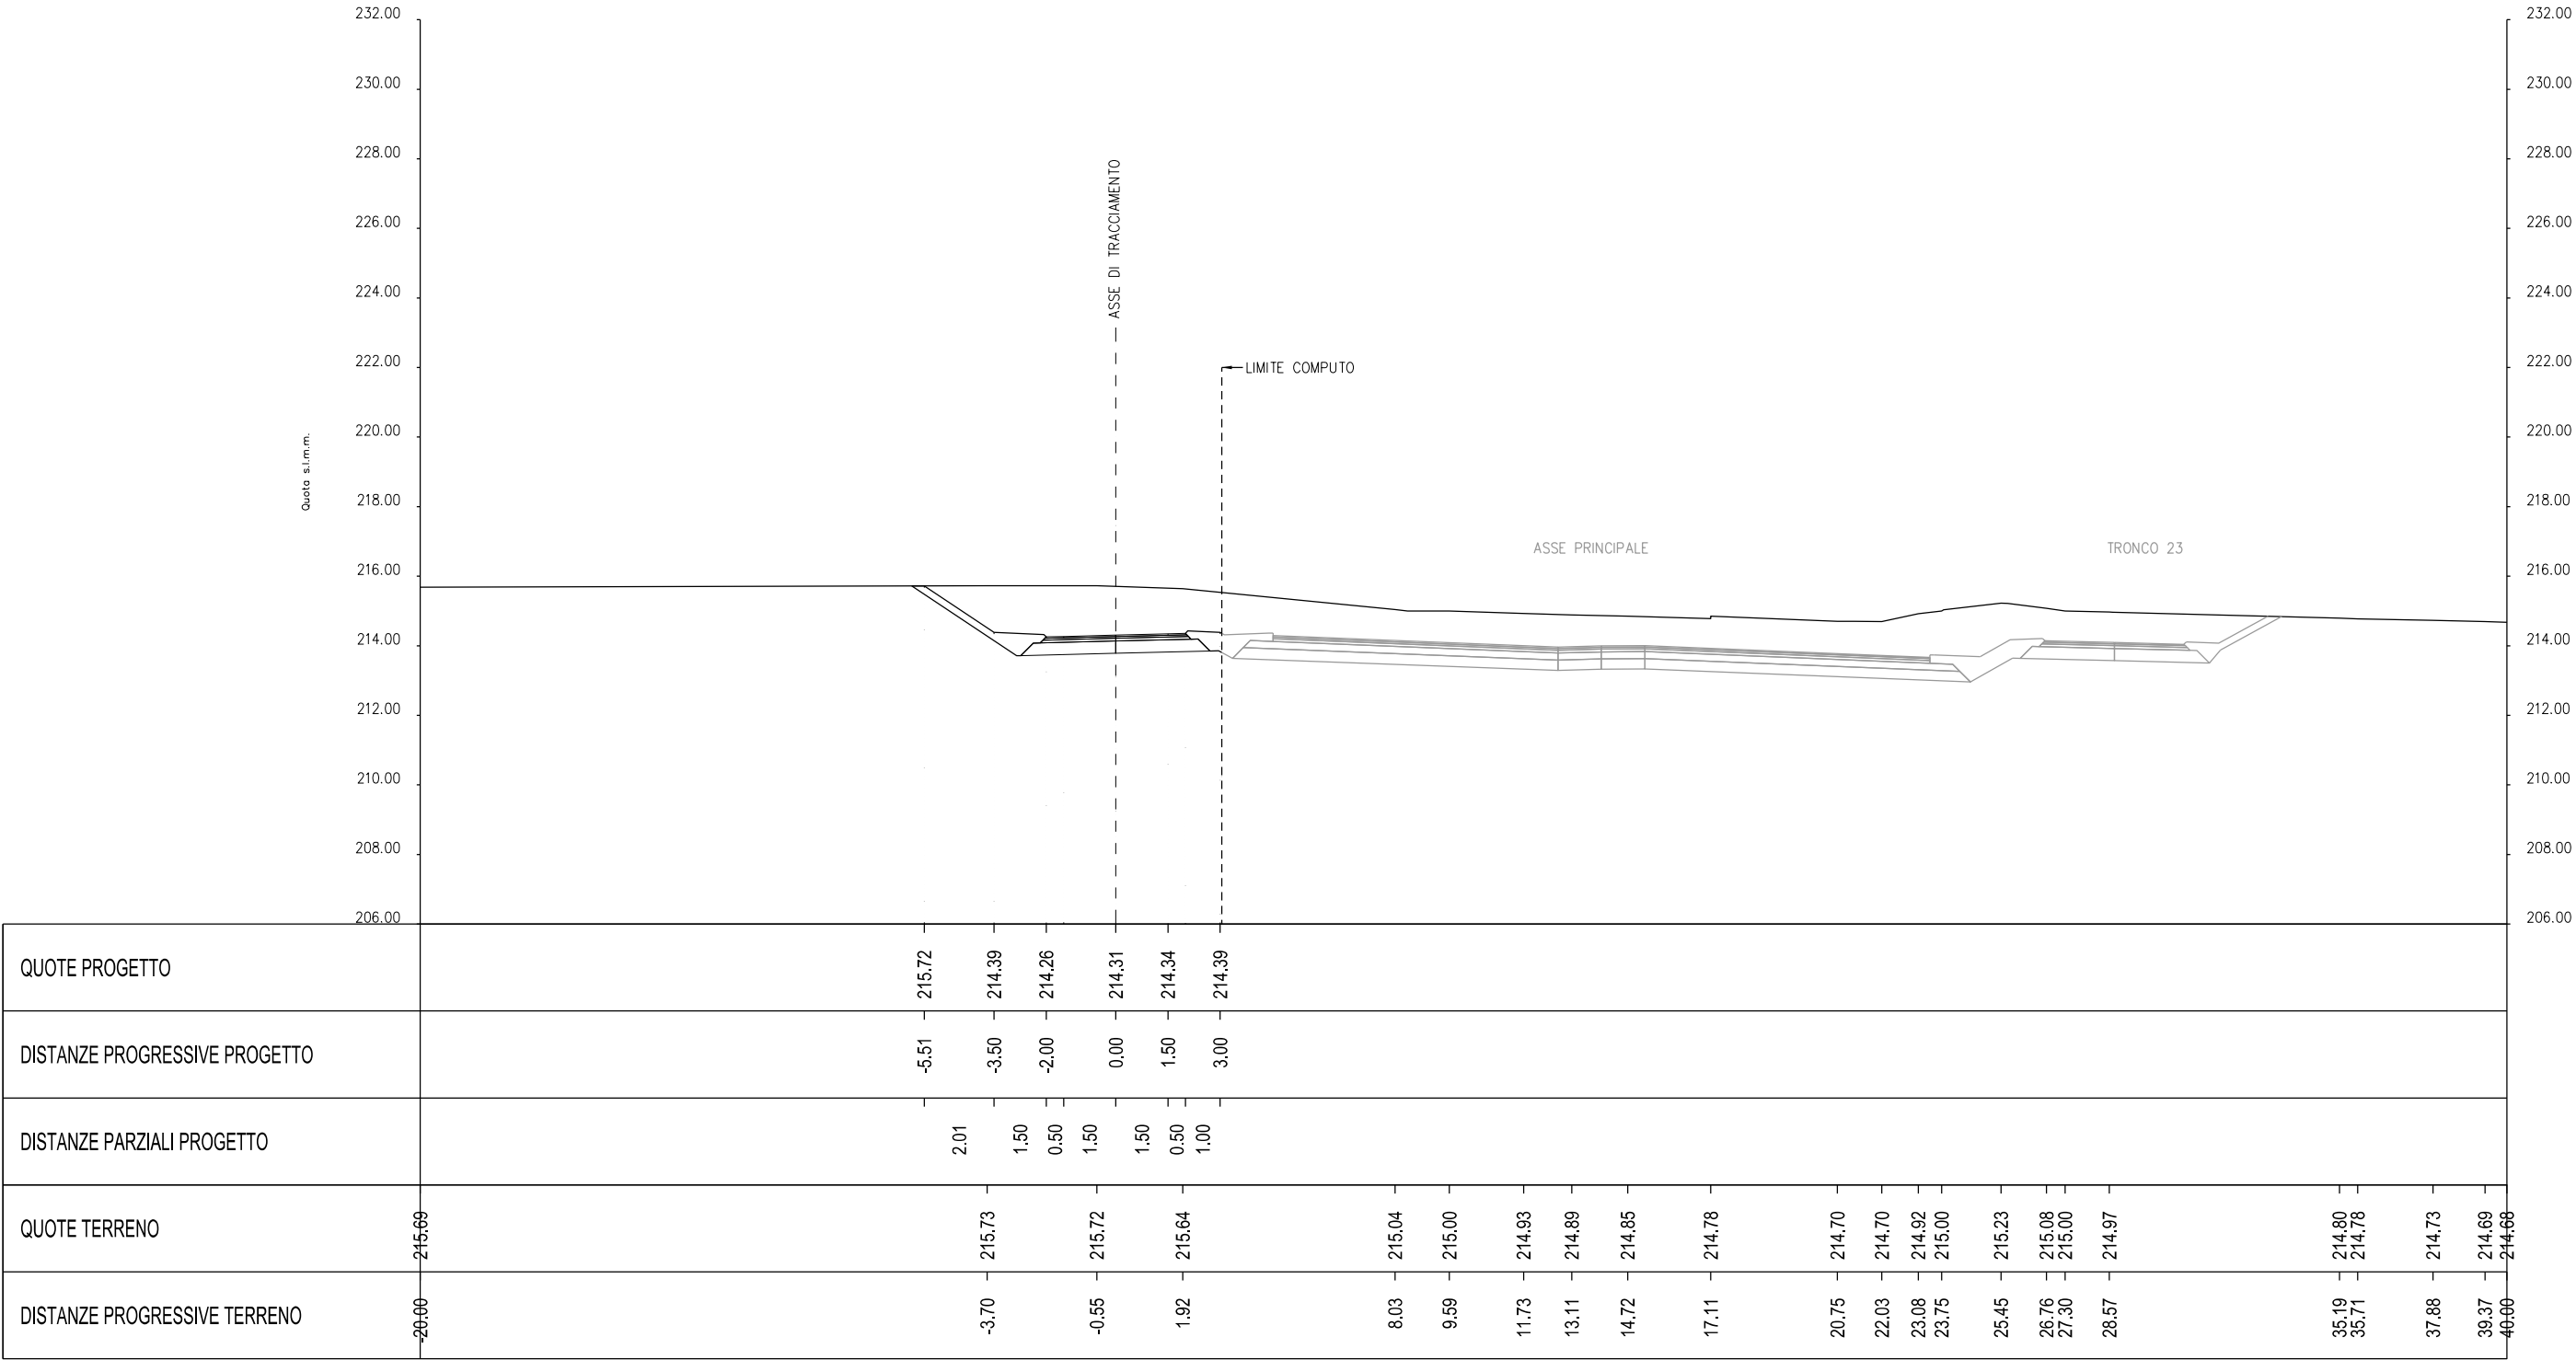 232.00 232.00
230.00 230.00
228.00 228.00
226.00 226.00
224.00 224.00
222.00 222.00
220.00 220.00
218.00 218.00
216.00 216.00
214.00 214.00
212.00 212.00
210.00 210.00
208.00 208.00
206.00 206.00
Quota s.l.m.m.
ASSE DI TRACCIAMENTO
LIMITE COMPUTO
ASSE PRINCIPALE
TRONCO 23
QUOTE PROGETTO 215.72 214.39 214.26 214.31 214.34 214.39
DISTANZE PROGRESSIVE PROGETTO -5.51 -3.50 -2.00 0.00 1.50 3.00
DISTANZE PARZIALI PROGETTO 2.01 1.50 0.50 1.50 1.50 0.50 1.00
QUOTE TERRENO 215.69 215.73 215.72 215.64 215.04 215.00 214.93 214.89 214.85 214.78 214.70 214.70 214.92 215.00 215.23 215.08 215.00 214.97 214.80 214.78 214.73 214.69 214.68
DISTANZE PROGRESSIVE TERRENO -20.00 -3.70 -0.55 1.92 8.03 9.59 11.73 13.11 14.72 17.11 20.75 22.03 23.08 23.75 25.45 26.76 27.30 28.57 35.19 35.71 37.88 39.37 40.00